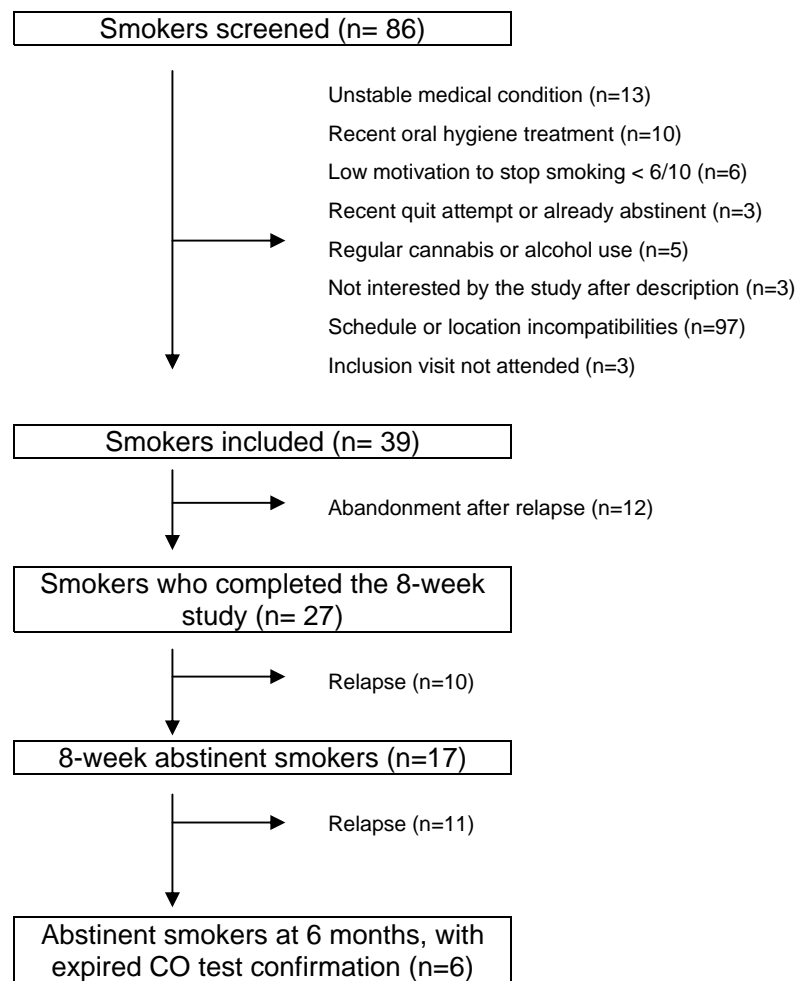 Smokers screened (n= 86)
Unstable medical condition (n=13)
Recent oral hygiene treatment (n=10)
Low motivation to stop smoking < 6/10 (n=6)
Recent quit attempt or already abstinent (n=3)
Regular cannabis or alcohol use (n=5)
Not interested by the study after description (n=3)
Schedule or location incompatibilities (n=97)
Inclusion visit not attended (n=3)
Smokers included (n= 39)
Abandonment after relapse (n=12)
Smokers who completed the 8-week
study (n= 27)
Relapse (n=10)
8-week abstinent smokers (n=17)
Relapse (n=11)
Abstinent smokers at 6 months, with
expired CO test confirmation (n=6)